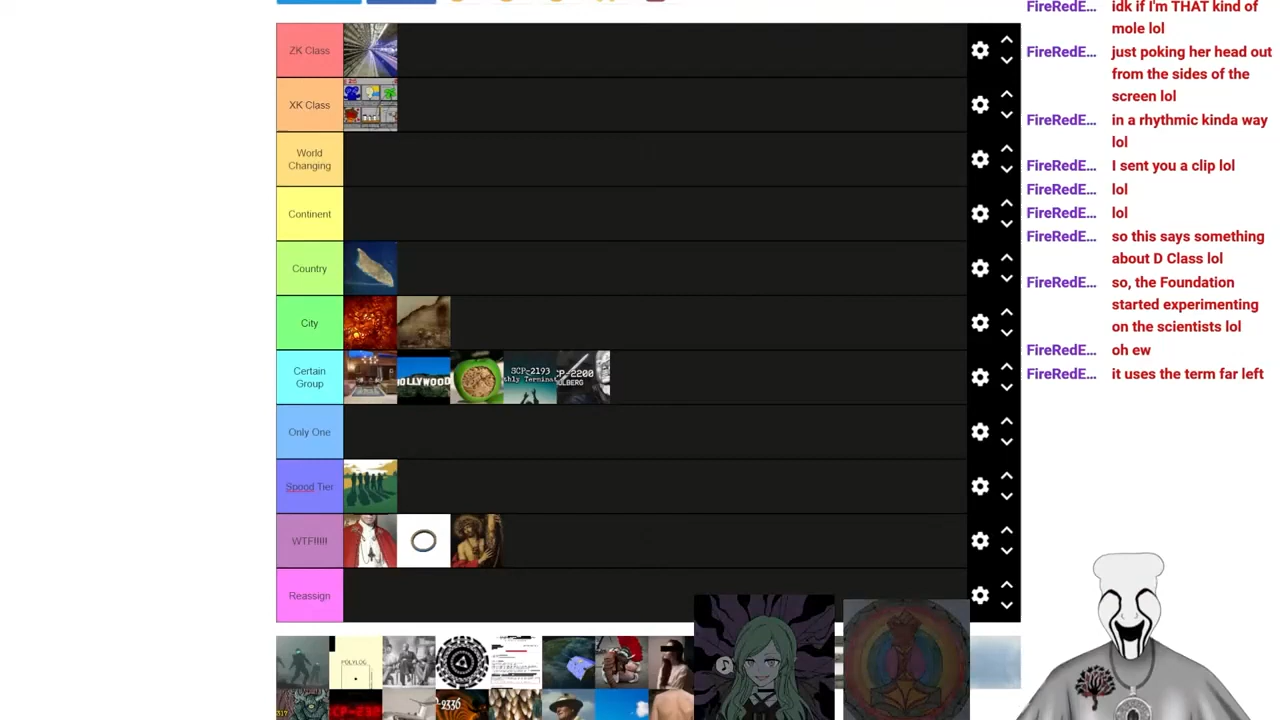 ZK Class
XK Class
World
Changing
Continent
Country
City
Certain
Group
HOLLYWOOD
SCP-2193
CP-2200
Only One
Spood Tier
WTF!!!!!
Reassign
POLYLOG
-2336
317
FireRedE... idk if I'm THAT kind of
mole lol
FireRedE... just poking her head out
from the sides of the
screen lol
FireRedE... in a rhythmic kinda way
lol
FireRedE... I sent you a clip lol
FireRedE... lol
FireRedE... lol
FireRedE... so this says something
about D Class lol
FireRedE... so, the Foundation
started experimenting
on the scientists lol
FireRedE... oh ew
FireRedE... it uses the term far left